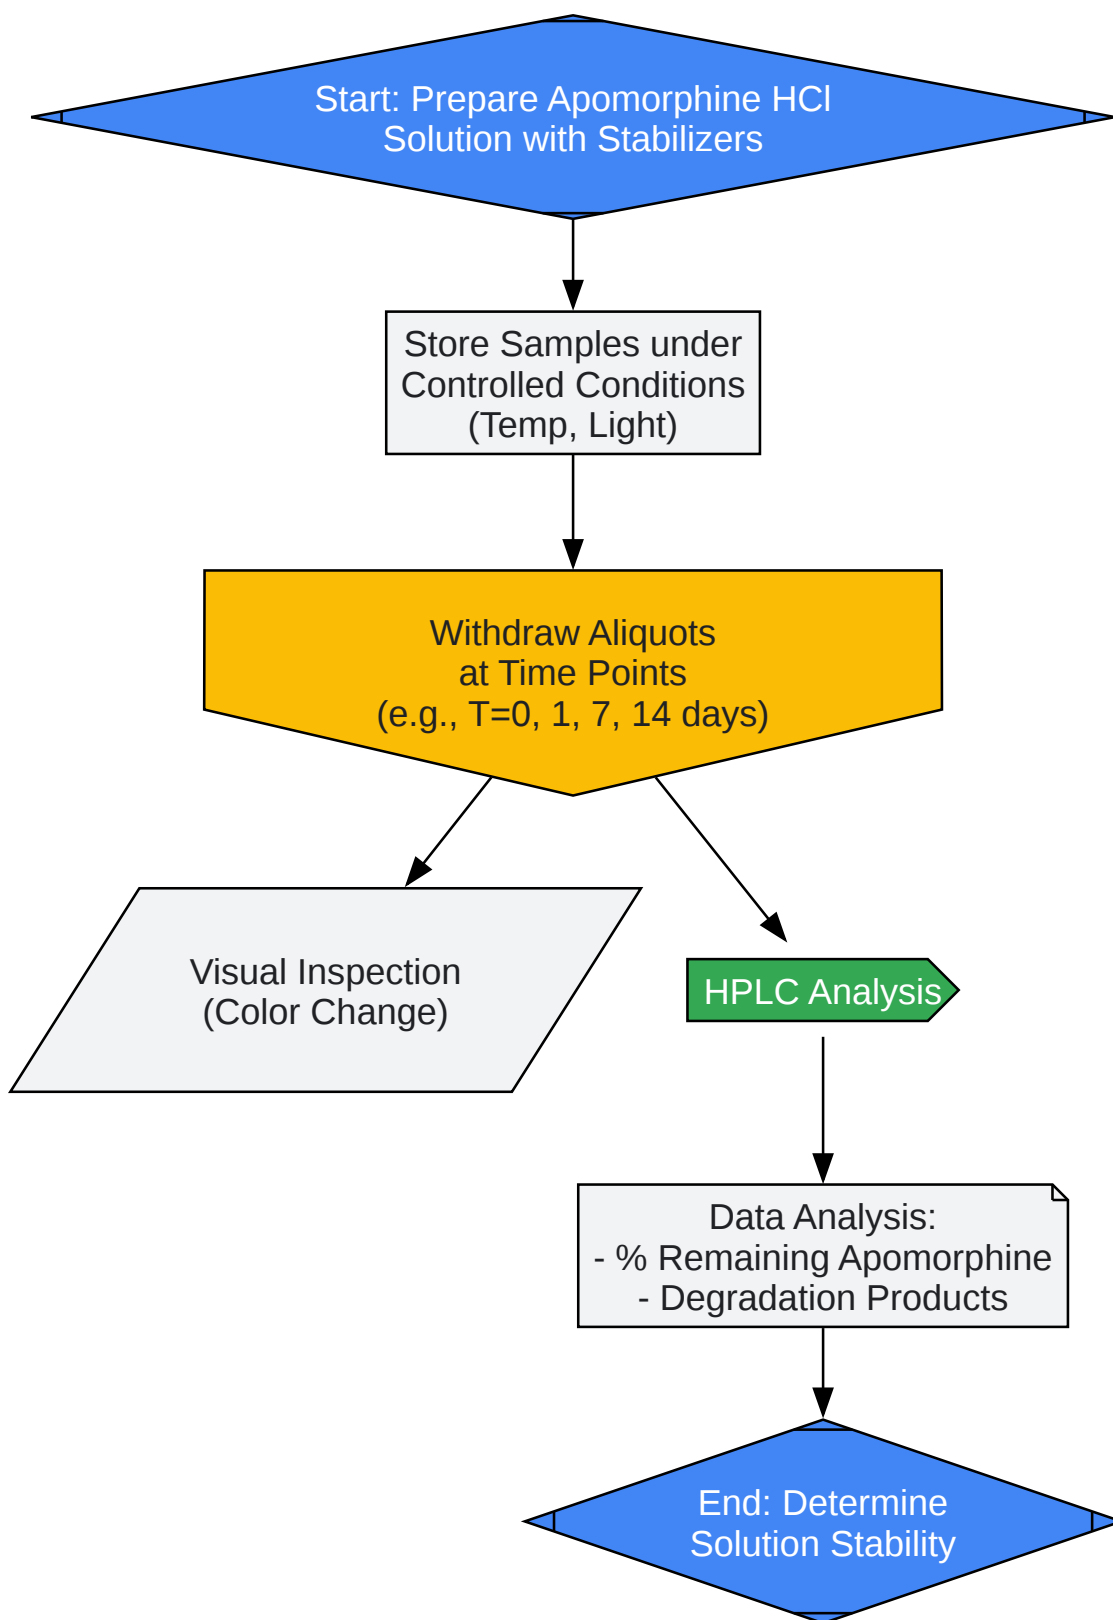 Start: Prepare Apomorphine HCl
Solution with Stabilizers
Store Samples under
Controlled Conditions
(Temp, Light)
Withdraw Aliquots
at Time Points
(e.g., T=0, 1, 7, 14 days)
Visual Inspection
(Color Change)
HPLC Analysis
Data Analysis:
- % Remaining Apomorphine
- Degradation Products
End: Determine
Solution Stability